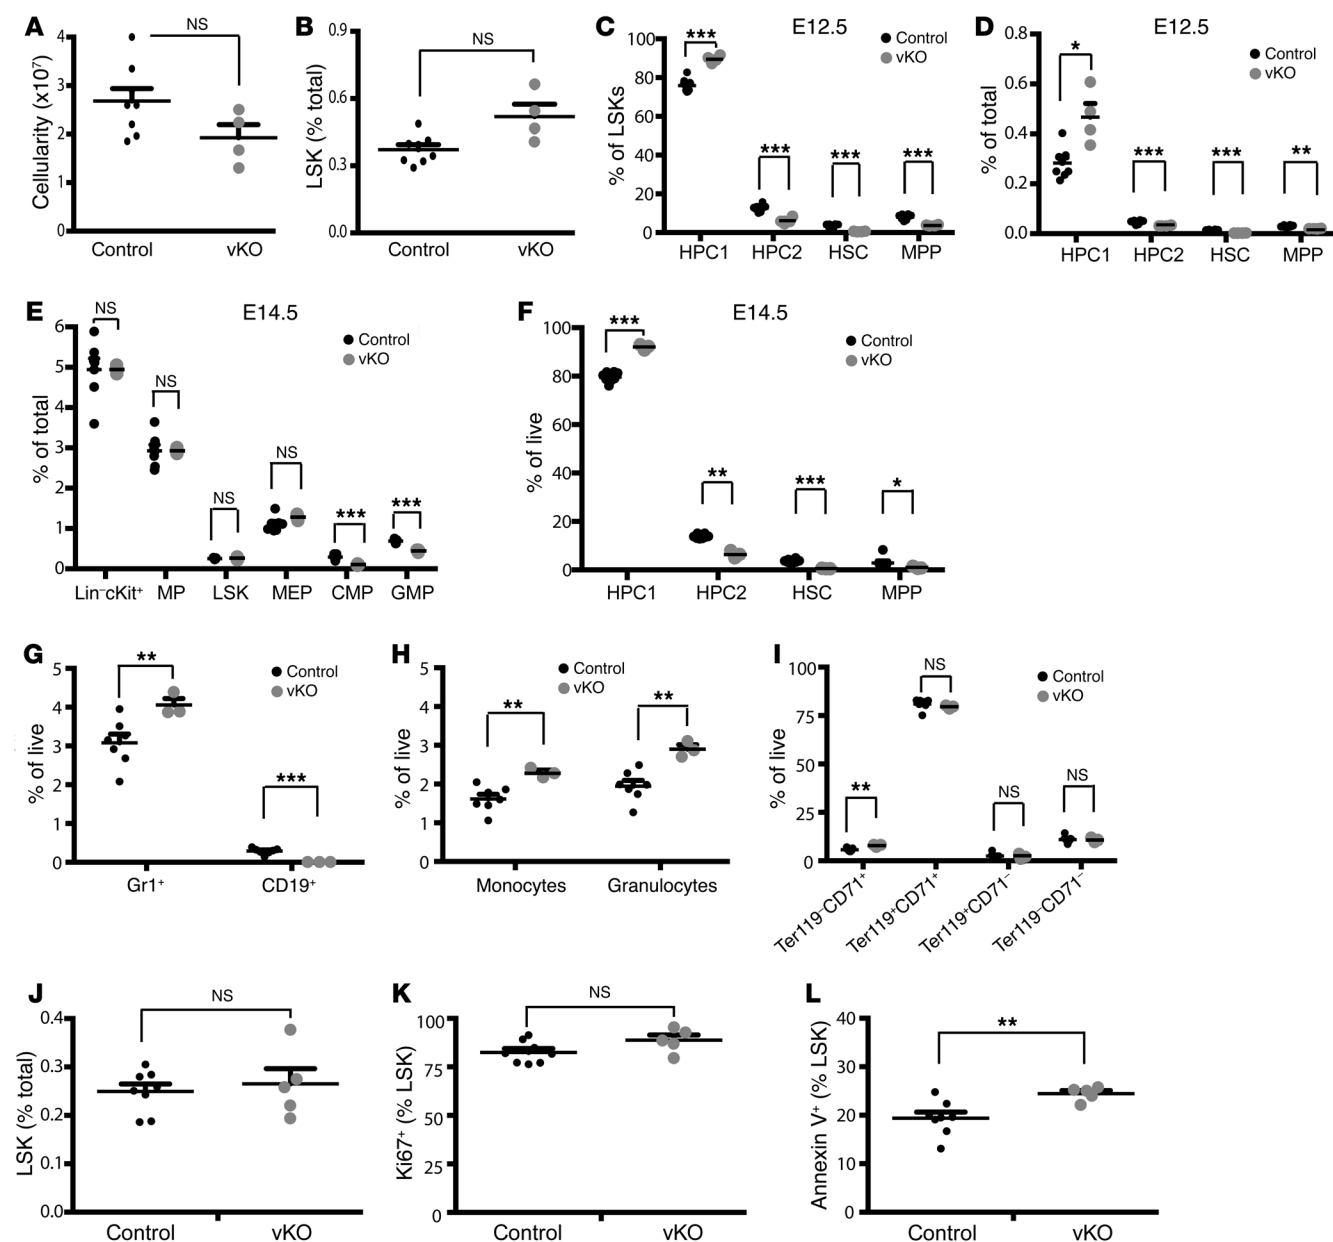 A
NS
Cellularity (x10⁷)
4
3
2
1
0
Control
vKO
B
NS
LSK (% total)
0.9
0.6
0.3
0.0
Control
vKO
C
E12.5
***
Control
vKO
% of LSKs
100
80
60
40
20
0
***
***
***
HPC1
HPC2
HSC
MPP
D
E12.5
*
Control
vKO
% of total
0.8
0.6
0.4
0.2
0.0
***
***
**
HPC1
HPC2
HSC
MPP
E
E14.5
NS
Control
vKO
% of total
6
5
4
3
2
1
0
NS
NS
NS
***
***
Lin⁻cKit⁺
MP
LSK
MEP
CMP
GMP
F
E14.5
***
Control
vKO
% of live
100
80
60
40
20
0
**
***
*
HPC1
HPC2
HSC
MPP
G
**
Control
vKO
% of live
5
4
3
2
1
0
***
Gr1⁺
CD19⁺
H
Control
vKO
% of live
5
4
3
2
1
0
**
**
Monocytes
Granulocytes
I
NS
Control
vKO
% of live
100
75
50
25
0
**
NS
NS
Ter119⁻CD71⁺
Ter119⁺CD71⁺
Ter119⁺CD71⁻
Ter119⁻CD71⁻
J
NS
LSK (% total)
0.4
0.3
0.2
0.1
0.0
Control
vKO
K
NS
Ki67⁺ (% LSK)
100
75
50
25
0
Control
vKO
L
**
Annexin V⁺ (% LSK)
40
30
20
10
0
Control
vKO